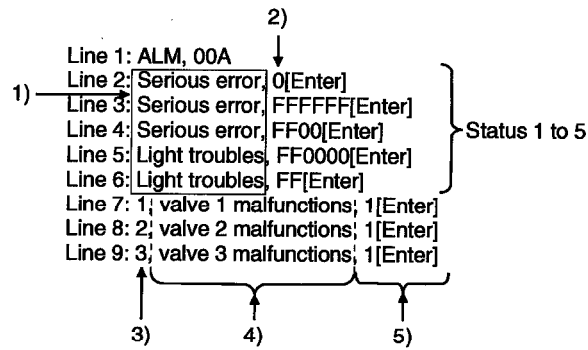 2)
Line 1: ALM, 00A
Line 2: Serious error, 0[Enter]
1)
Line 3: Serious error, FFFFFF[Enter]
Line 4: Serious error, FF00[Enter]
Status 1 to 5
Line 5: Light troubles, FF0000[Enter]
Line 6: Light troubles, FF[Enter]
Line 7: 1, valve 1 malfunctions, 1[Enter]
Line 8: 2, valve 2 malfunctions, 1[Enter]
Line 9: 3, valve 3 malfunctions, 1[Enter]
3) 4) 5)